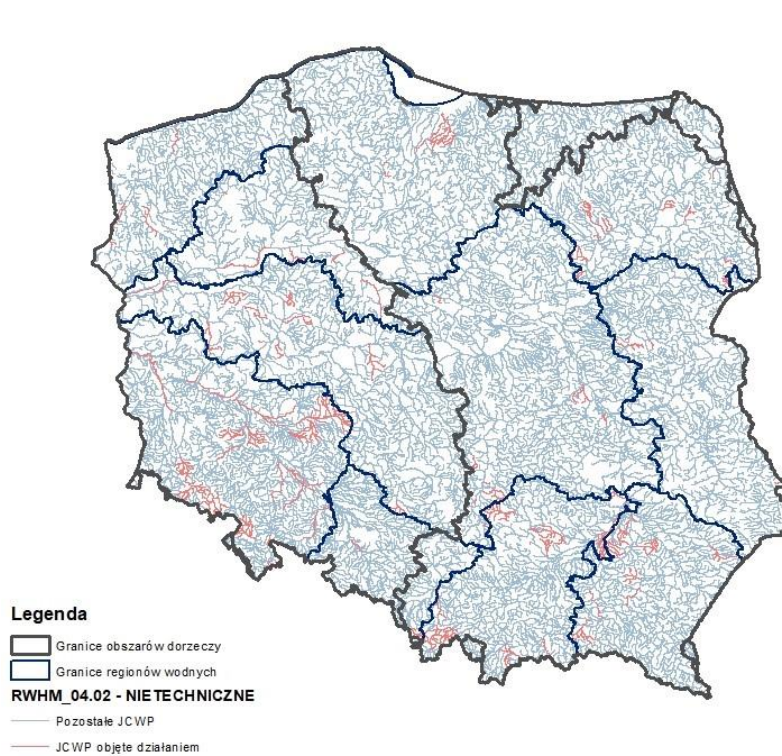 Legenda
Granice obszarów dorzeczy
Granice regionów wodnych
RWHM_04.02 - NIETECHNICZNE
Pozostałe JCWP
JCWP objęte działaniem